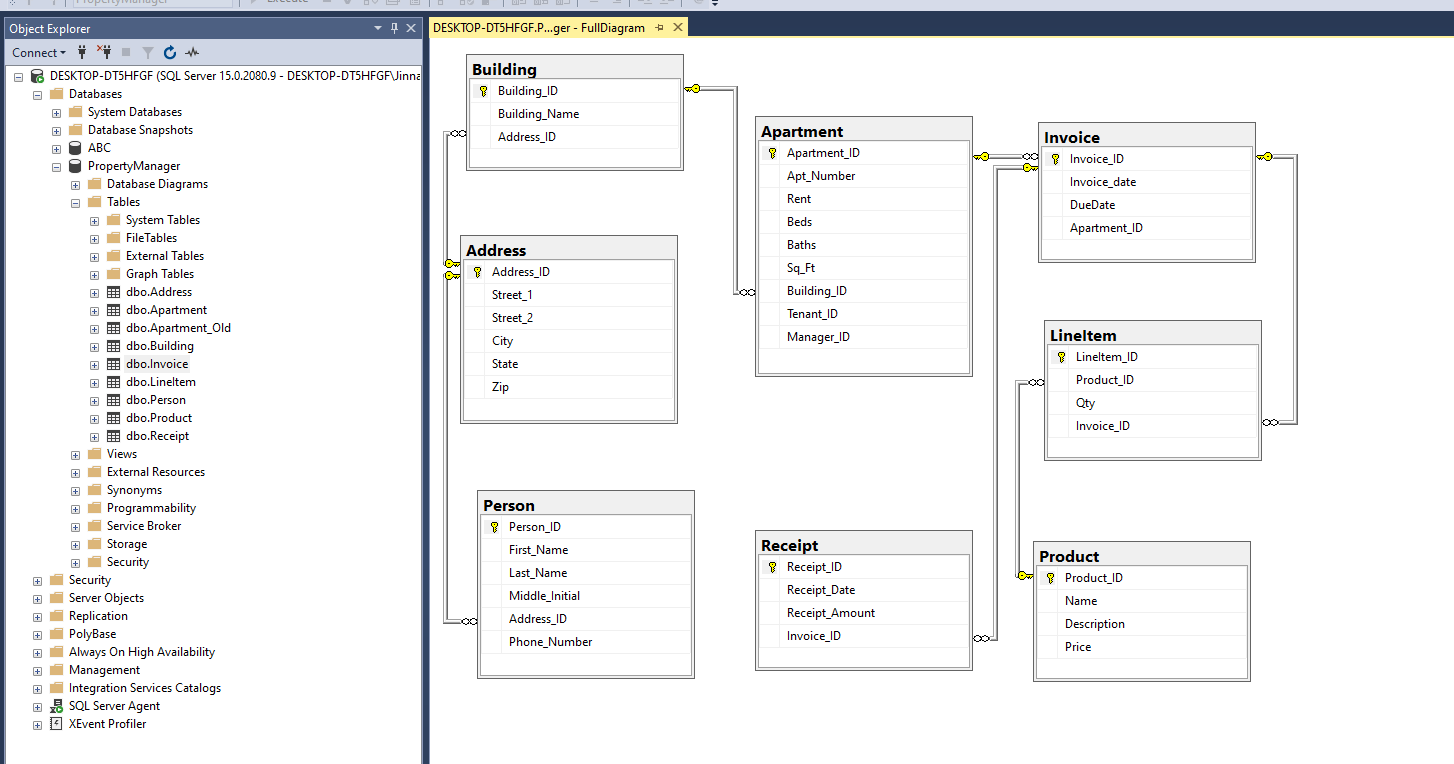 PropertyManager
Execute
Object Explorer
Connect
DESKTOP-DT5HFGF (SQL Server 15.0.2080.9 - DESKTOP-DT5HFGF\Jinna
Databases
System Databases
Database Snapshots
ABC
PropertyManager
Database Diagrams
Tables
System Tables
FileTables
External Tables
Graph Tables
dbo.Address
dbo.Apartment
dbo.Apartment_Old
dbo.Building
dbo.Invoice
dbo.LineItem
dbo.Person
dbo.Product
dbo.Receipt
Views
External Resources
Synonyms
Programmability
Service Broker
Storage
Security
Security
Server Objects
Replication
PolyBase
Always On High Availability
Management
Integration Services Catalogs
SQL Server Agent
XEvent Profiler
DESKTOP-DT5HFGF.P...ger - FullDiagram
Building
Building_ID
Building_Name
Address_ID
Address
Address_ID
Street_1
Street_2
City
State
Zip
Person
Person_ID
First_Name
Last_Name
Middle_Initial
Address_ID
Phone_Number
Apartment
Apartment_ID
Apt_Number
Rent
Beds
Baths
Sq_Ft
Building_ID
Tenant_ID
Manager_ID
Receipt
Receipt_ID
Receipt_Date
Receipt_Amount
Invoice_ID
Invoice
Invoice_ID
Invoice_date
DueDate
Apartment_ID
LineItem
LineItem_ID
Product_ID
Qty
Invoice_ID
Product
Product_ID
Name
Description
Price